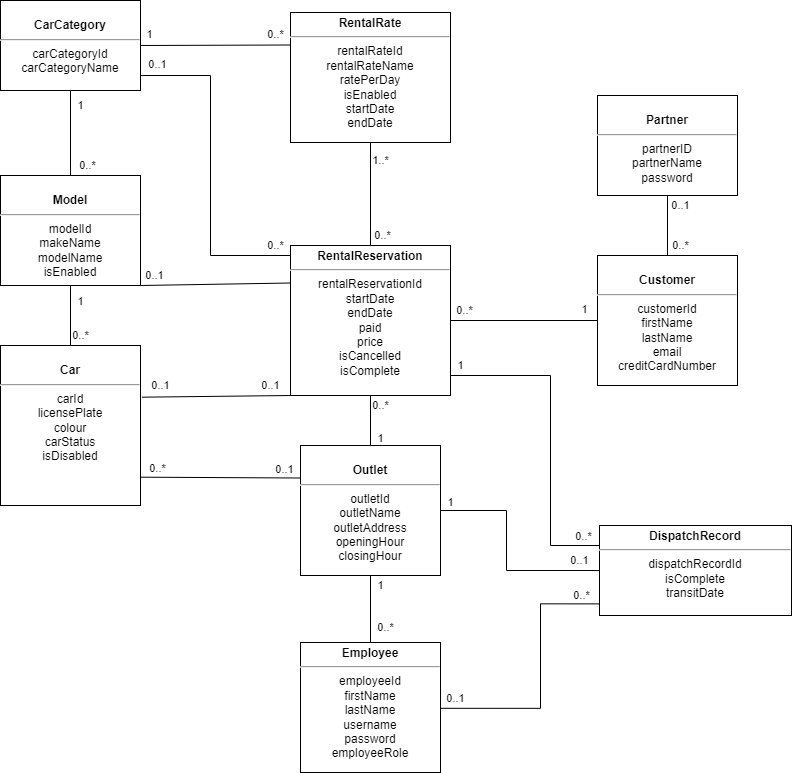 CarCategory
carCategoryId
carCategoryName
1
0..*
0..1
RentalRate
rentalRateId
rentalRateName
ratePerDay
isEnabled
startDate
endDate
1
0..*
1..*
0..*
0..*
Partner
partnerID
partnerName
password
0..1
0..*
Model
modelId
makeName
modelName
isEnabled
0..1
1
0..*
RentalReservation
rentalReservationId
startDate
endDate
paid
price
isCancelled
isComplete
0..*
1
Customer
customerId
firstName
lastName
email
creditCardNumber
Car
carId
licensePlate
colour
carStatus
isDisabled
0..1
0..1
1
0..*
1
0..*
0..1
Outlet
outletId
outletName
outletAddress
openingHour
closingHour
1
0..*
0..1
DispatchRecord
dispatchRecordId
isComplete
transitDate
0..*
1
0..*
Employee
employeeId
firstName
lastName
username
password
employeeRole
0..1